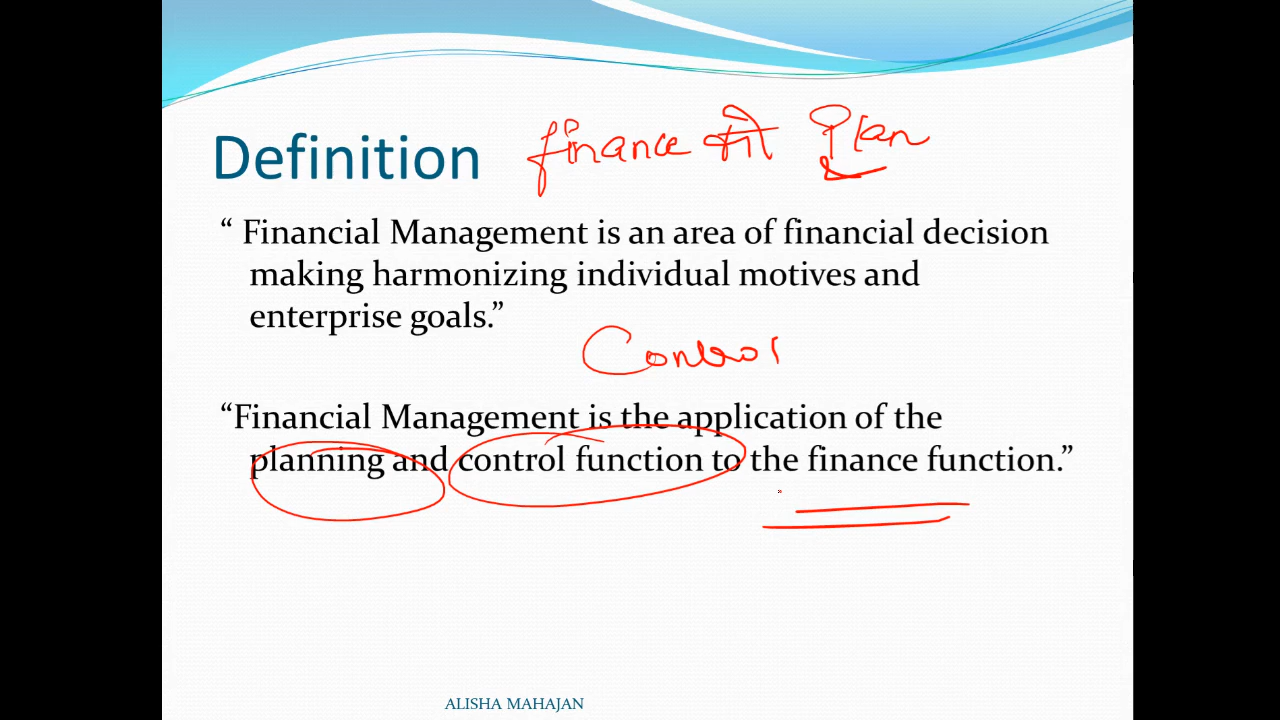 Definition finance को Plan
“ Financial Management is an area of financial decision
making harmonizing individual motives and
enterprise goals.”
Control
“Financial Management is the application of the
planning and control function to the finance function.”
ALISHA MAHAJAN